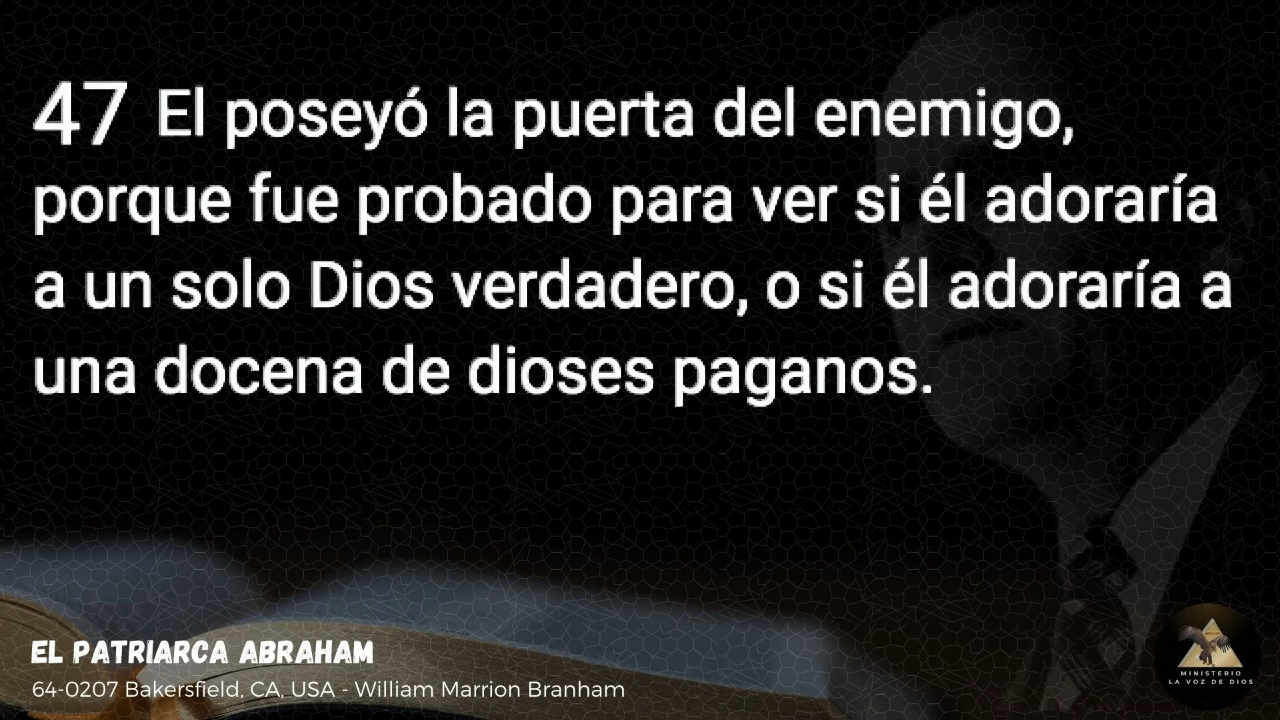 47 El poseyó la puerta del enemigo,
porque fue probado para ver si él adoraría
a un solo Dios verdadero, o si él adoraría a
una docena de dioses paganos.
EL PATRIARCA ABRAHAM
64-0207 Bakersfield, CA, USA - William Marrion Branham
MINISTERIO
LA VOZ DE DIOS